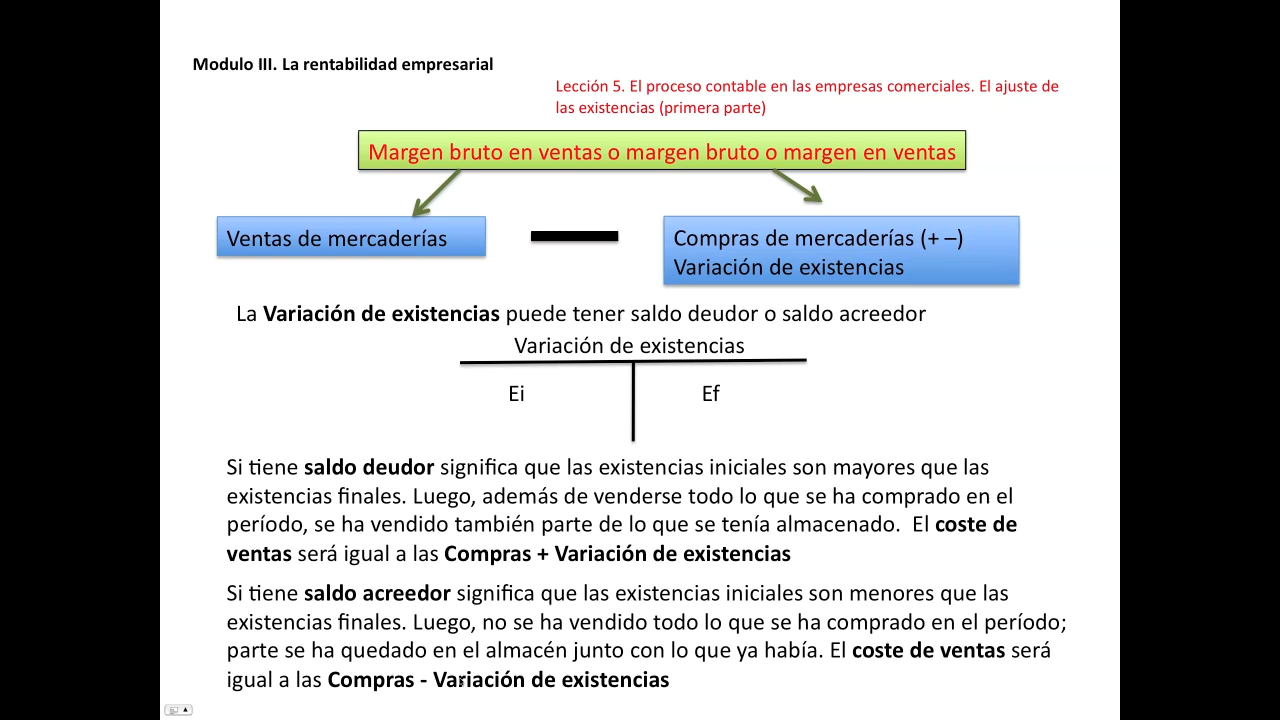 Modulo III. La rentabilidad empresarial
Lección 5. El proceso contable en las empresas comerciales. El ajuste de
las existencias (primera parte)
Margen bruto en ventas o margen bruto o margen en ventas
Ventas de mercaderías
Compras de mercaderías (+ –)
Variación de existencias
La Variación de existencias puede tener saldo deudor o saldo acreedor
Variación de existencias
Ei
Ef
Si tiene saldo deudor significa que las existencias iniciales son mayores que las
existencias finales. Luego, además de venderse todo lo que se ha comprado en el
período, se ha vendido también parte de lo que se tenía almacenado. El coste de
ventas será igual a las Compras + Variación de existencias
Si tiene saldo acreedor significa que las existencias iniciales son menores que las
existencias finales. Luego, no se ha vendido todo lo que se ha comprado en el período;
parte se ha quedado en el almacén junto con lo que ya había. El coste de ventas será
igual a las Compras - Variación de existencias